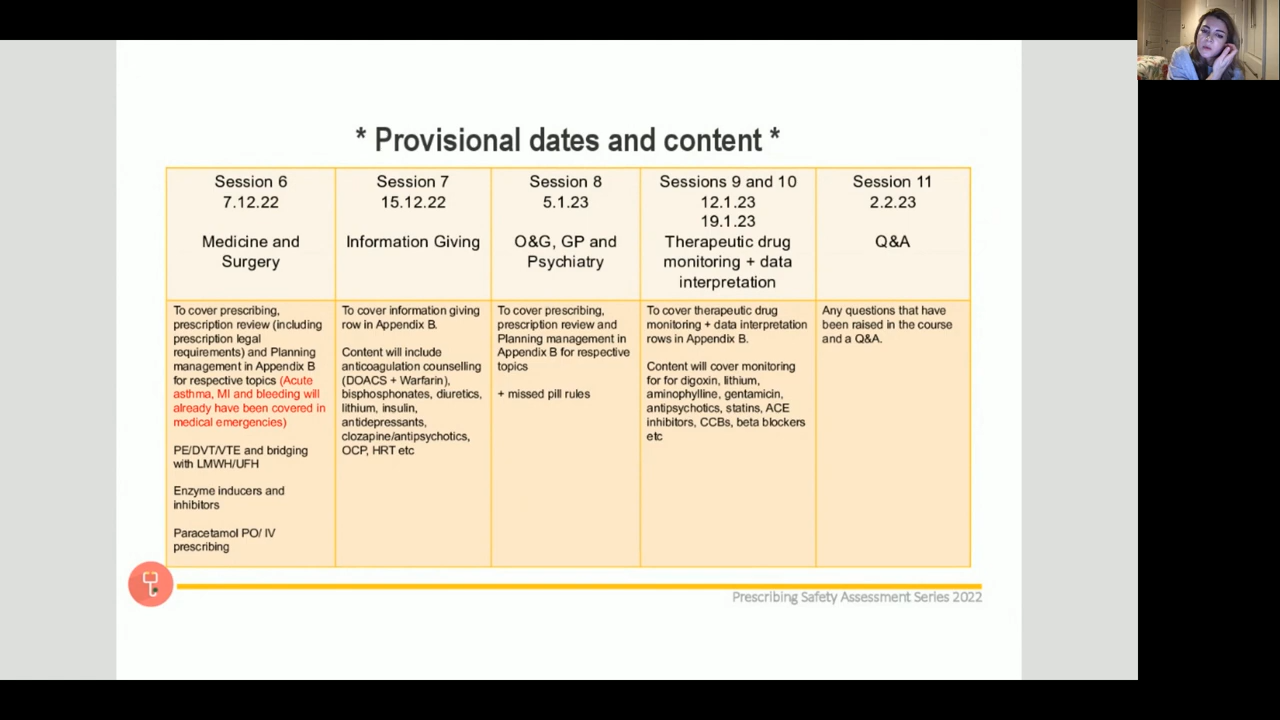 * Provisional dates and content *
Session 6
7.12.22
Medicine and
Surgery
Session 7
15.12.22
Information Giving
Session 8
5.1.23
O&G, GP and
Psychiatry
Sessions 9 and 10
12.1.23
19.1.23
Therapeutic drug
monitoring + data
interpretation
Session 11
2.2.23
Q&A
To cover prescribing,
prescription review (including
prescription legal
requirements) and Planning
management in Appendix B
for respective topics (Acute
asthma, MI and bleeding will
already have been covered in
medical emergencies)
PE/DVT/VTE and bridging
with LMWH/UFH
Enzyme inducers and
inhibitors
Paracetamol PO/ IV
prescribing
To cover information giving
row in Appendix B.
Content will include
anticoagulation counselling
(DOACS + Warfarin),
bisphosphonates, diuretics,
lithium, insulin,
antidepressants,
clozapine/antipsychotics,
OCP, HRT etc
To cover prescribing,
prescription review and
Planning management in
Appendix B for respective
topics
+ missed pill rules
To cover therapeutic drug
monitoring + data interpretation
rows in Appendix B.
Content will cover monitoring
for for digoxin, lithium,
aminophylline, gentamicin,
antipsychotics, statins, ACE
inhibitors, CCBs, beta blockers
etc
Any questions that have
been raised in the course
and a Q&A.
Prescribing Safety Assessment Series 2022